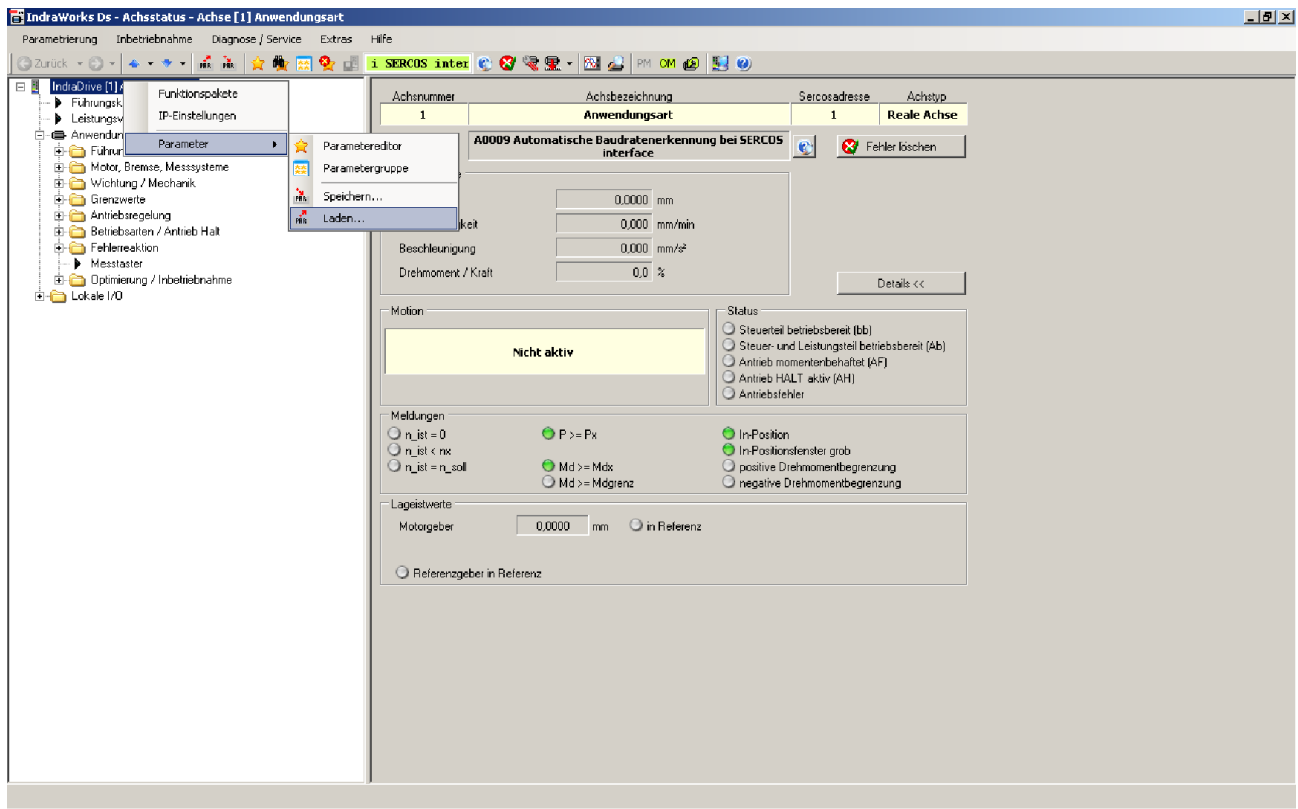 IndraWorks Ds - Achsstatus - Achse [1] Anwendungsart
Parametrierung Inbetriebnahme Diagnose / Service Extras Hilfe
Zurück i SERCOS inter PM OM
IndraDrive [1]
Führungsk
Leistungsv
Anwendun
Führur
Motor, Bremse, Messsysteme
Wichtung / Mechanik
Grenzwerte
Antriebsregelung
Betriebsarten / Antrieb Halt
Fehlerreaktion
Messtaster
Optimierung / Inbetriebnahme
Lokale I/O
Funktionspakete
IP-Einstellungen
Parameter
Parametereditor
Parametergruppe
Speichern...
Laden...
Achsnummer Achsbezeichnung Sercosadresse Achstyp
1 Anwendungsart 1 Reale Achse
A0009 Automatische Baudratenerkennung bei SERCOS
interface
Fehler löschen
0,0000 mm
ikeit 0,000 mm/min
Beschleunigung 0,000 mm/s²
Drehmoment / Kraft 0,0 %
Details <<
Motion
Nicht aktiv
Status
Steuerteil betriebsbereit (bb)
Steuer- und Leistungsteil betriebsbereit (Ab)
Antrieb momentenbehaftet (AF)
Antrieb HALT aktiv (AH)
Antriebsfehler
Meldungen
n_ist = 0 P >= Px In-Position
n_ist < nx In-Positionsfenster grob
n_ist = n_soll Md >= Mdx positive Drehmomentbegrenzung
Md >= Mdgrenz negative Drehmomentbegrenzung
Lageistwerte
Motorgeber 0,0000 mm in Referenz
Referenzgeber in Referenz